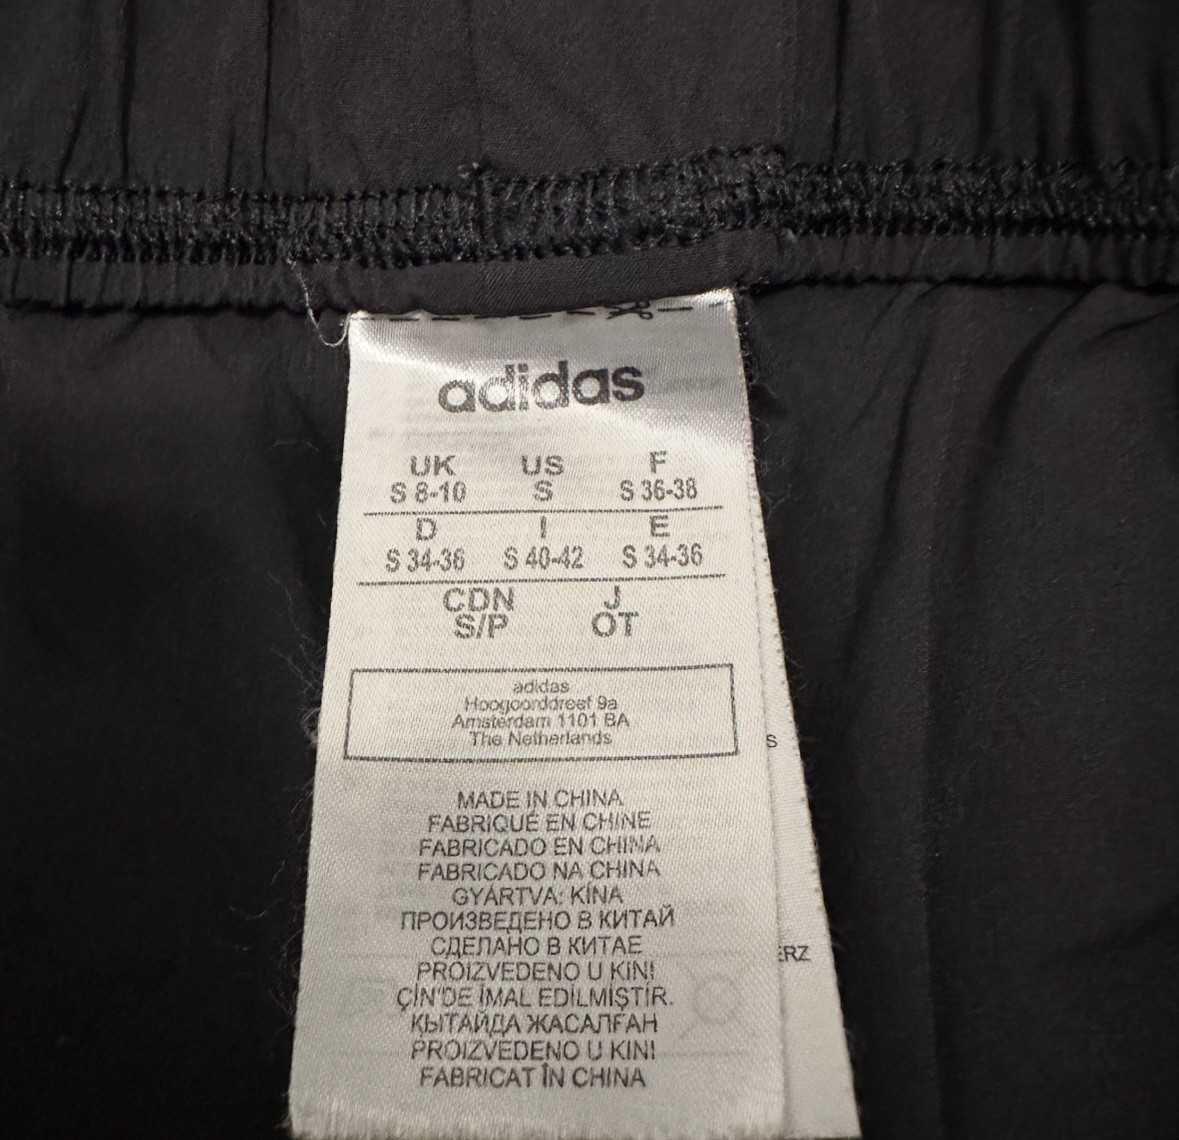 adidas
UK US F
S 8-10 S S 36-38
D I E
S 34-36 S 40-42 S 34-36
CDN J
S/P OT
adidas
Hoogoorddreef 9a
Amsterdam 1101 BA
The Netherlands
MADE IN CHINA
FABRIQUÉ EN CHINE
FABRICADO EN CHINA
FABRICADO NA CHINA
GYÁRTVA: KÍNA
ПРОИЗВЕДЕНО В КИТАЙ
СДЕЛАНО В КИТАЕ
PROIZVEDENO U KINI
ÇİN'DE İMAL EDİLMİŞTİR.
ҚЫТАЙДА ЖАСАЛҒАН
PROIZVEDENO U KINI
FABRICAT ÎN CHINA
S
ERZ